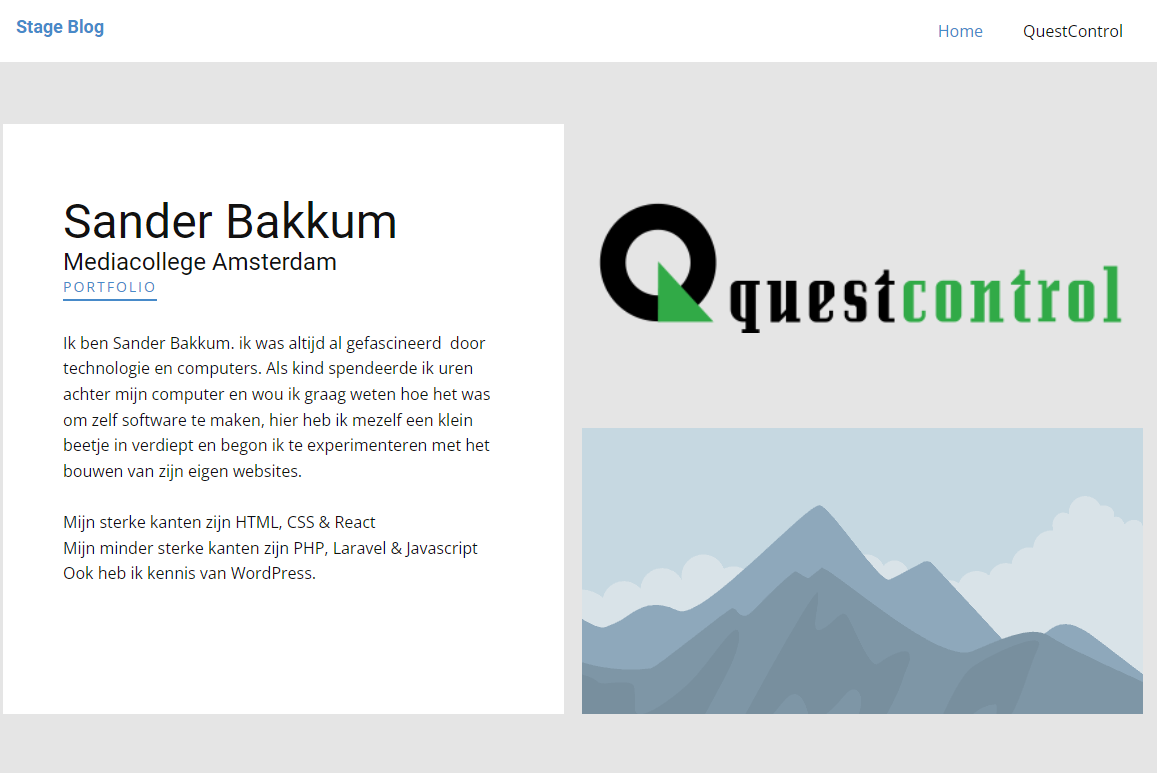 Stage Blog
Home
QuestControl
Sander Bakkum
Mediacollege Amsterdam
PORTFOLIO
Ik ben Sander Bakkum. ik was altijd al gefascineerd  door
technologie en computers. Als kind spendeerde ik uren
achter mijn computer en wou ik graag weten hoe het was
om zelf software te maken, hier heb ik mezelf een klein
beetje in verdiept en begon ik te experimenteren met het
bouwen van zijn eigen websites.
Mijn sterke kanten zijn HTML, CSS & React
Mijn minder sterke kanten zijn PHP, Laravel & Javascript
Ook heb ik kennis van WordPress.
questcontrol